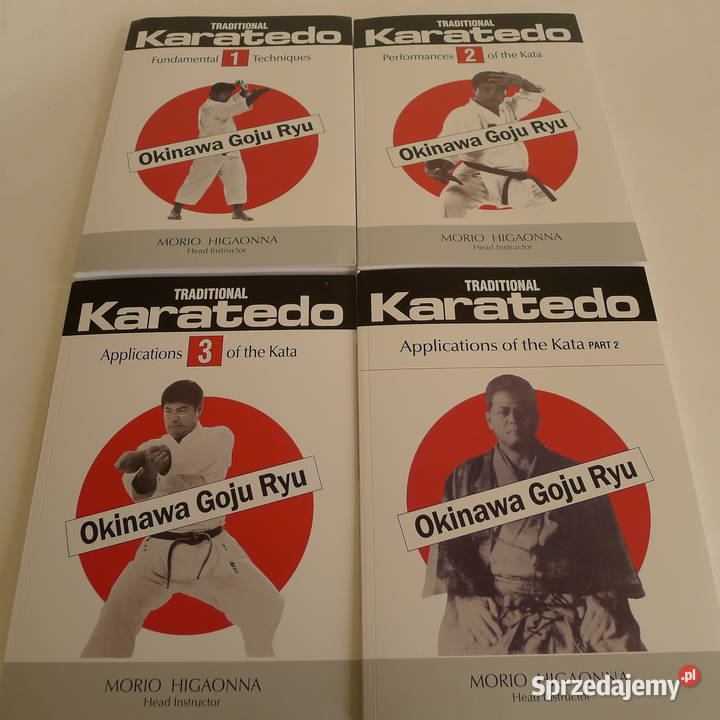 TRADITIONAL
Karatedo
Fundamental 1 Techniques
Okinawa Goju Ryu
MORIO HIGAONNA
Head Instructor
TRADITIONAL
Karatedo
Performances 2 of the Kata
Okinawa Goju Ryu
MORIO HIGAONNA
Head Instructor
TRADITIONAL
Karatedo
Applications 3 of the Kata
Okinawa Goju Ryu
MORIO HIGAONNA
Head Instructor
TRADITIONAL
Karatedo
Applications of the Kata PART 2
Okinawa Goju Ryu
MORIO HIGAONNA
Head Instructor
Sprzedajemy.pl